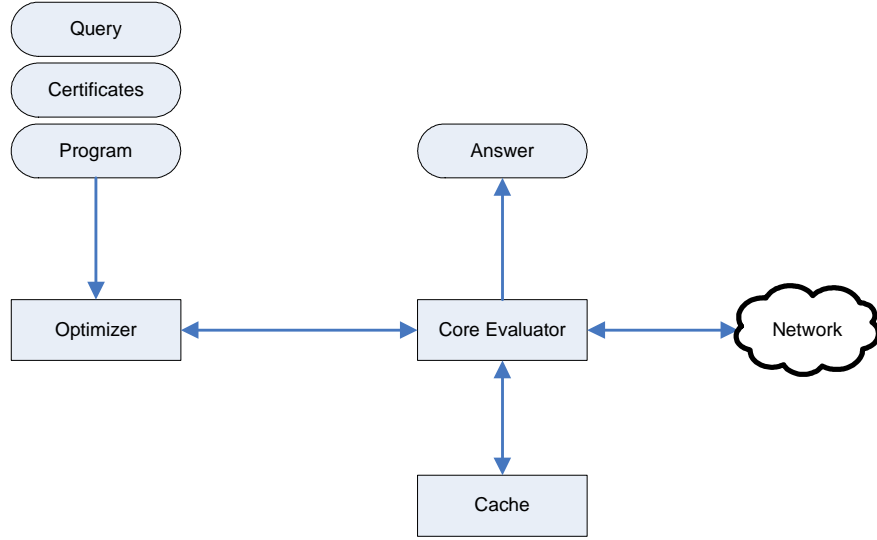 Query
Certificates
Program
Answer
Optimizer
Core Evaluator
Network
Cache